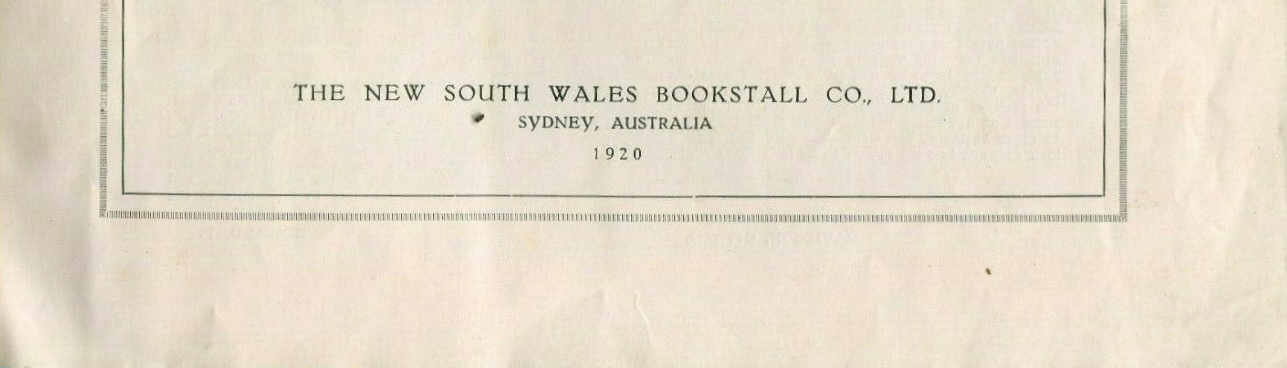 THE NEW SOUTH WALES BOOKSTALL CO., LTD.
SYDNEY, AUSTRALIA
1920